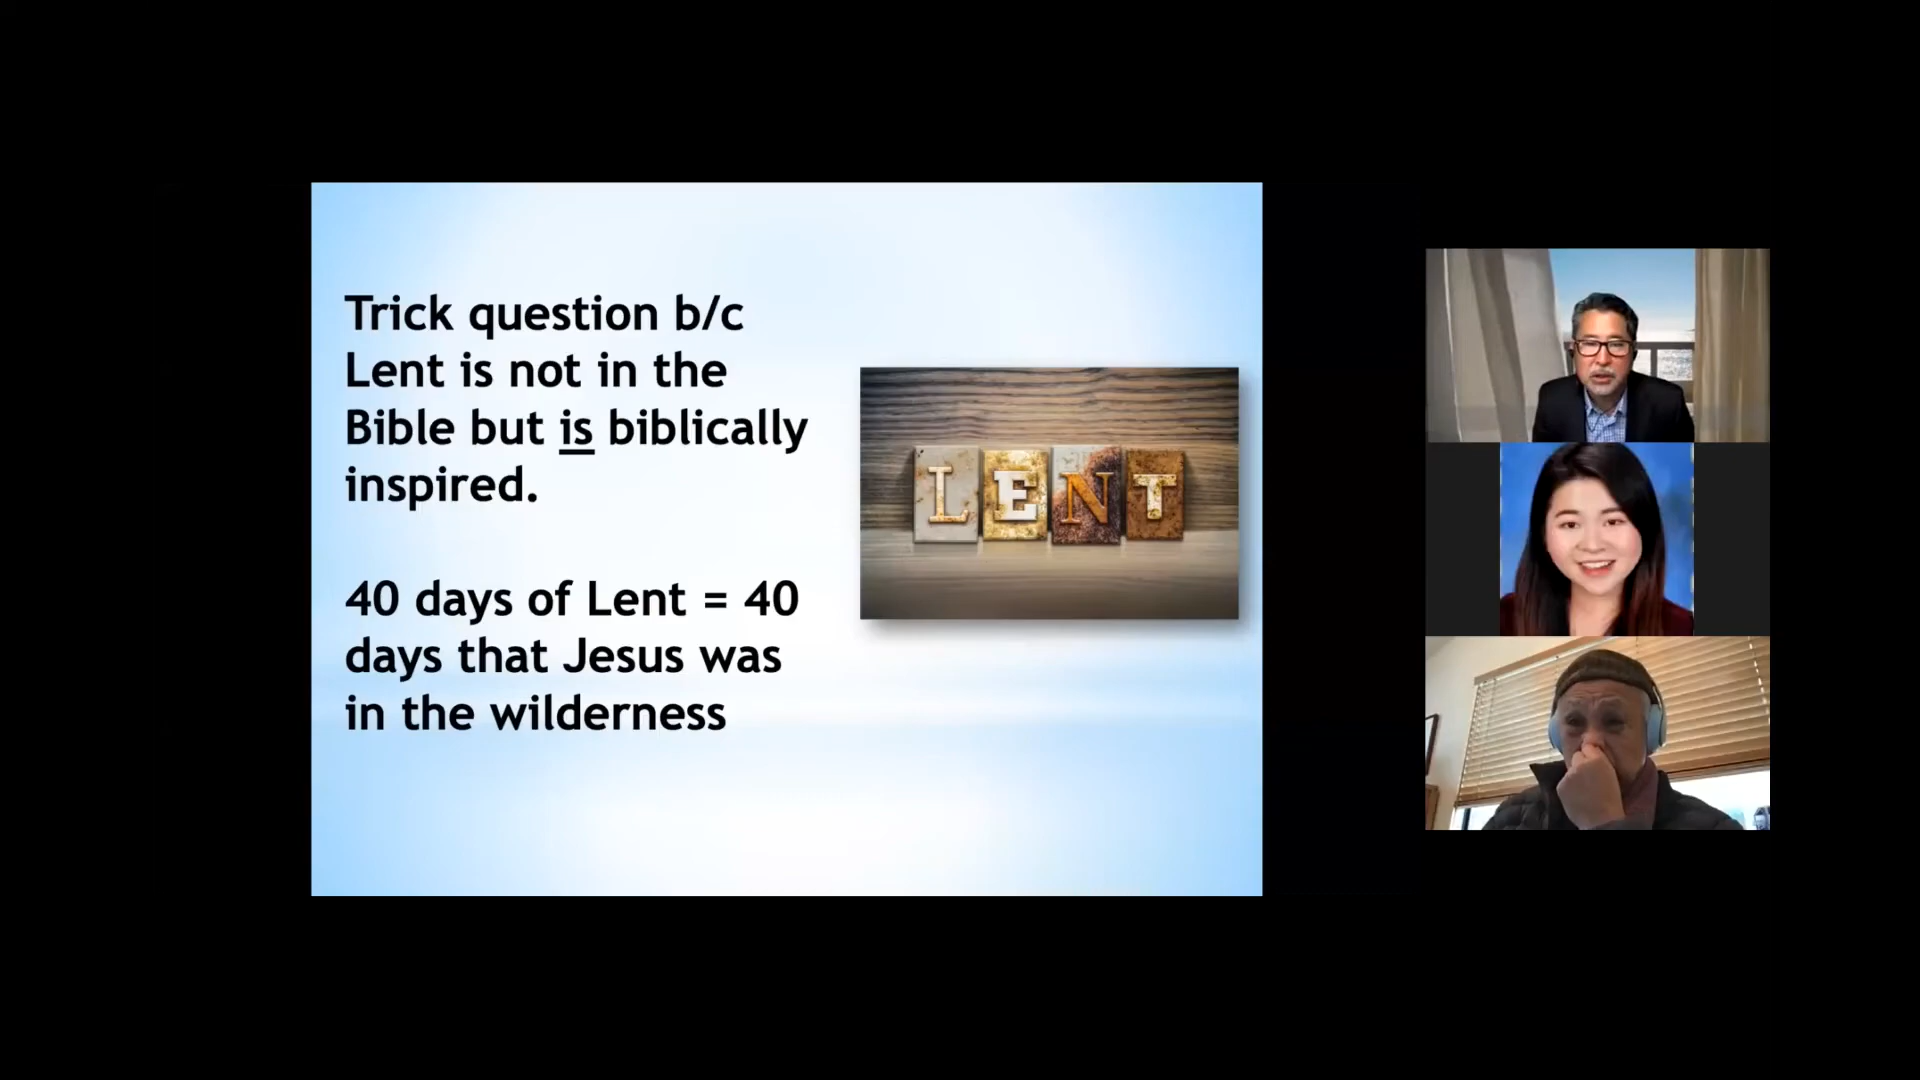 Trick question b/c
Lent is not in the
Bible but is biblically
inspired.
40 days of Lent = 40
days that Jesus was
in the wilderness
LENT